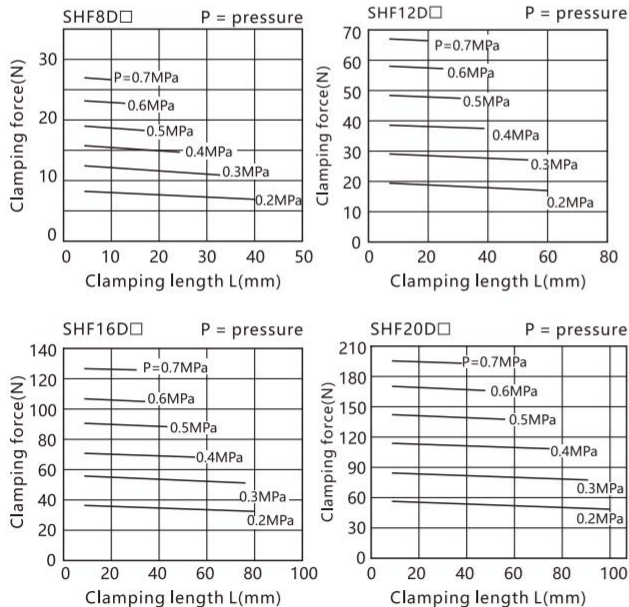 SHF8D□ P = pressure
Clamping force(N)
30
20
10
0
P=0.7MPa
0.6MPa
0.5MPa
0.4MPa
0.3MPa
0.2MPa
0 10 20 30 40 50
Clamping length L(mm)
SHF12D□ P = pressure
Clamping force(N)
70
60
50
40
30
20
10
0
P=0.7MPa
0.6MPa
0.5MPa
0.4MPa
0.3MPa
0.2MPa
0 20 40 60 80
Clamping length L(mm)
SHF16D□ P = pressure
Clamping force(N)
140
120
100
80
60
40
20
0
P=0.7MPa
0.6MPa
0.5MPa
0.4MPa
0.3MPa
0.2MPa
0 20 40 60 80 100
Clamping length L(mm)
SHF20D□ P = pressure
Clamping force(N)
210
180
150
120
90
60
30
0
P=0.7MPa
0.6MPa
0.5MPa
0.4MPa
0.3MPa
0.2MPa
0 20 40 60 80 100
Clamping length L(mm)